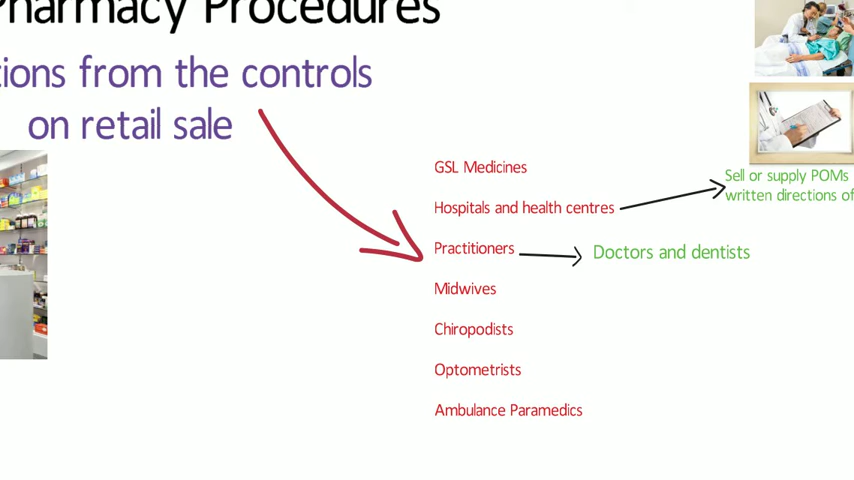 Pharmacy Procedures
tions from the controls
on retail sale
GSL Medicines
Hospitals and health centres
Sell or supply POMs
written directions of
Practitioners
Doctors and dentists
Midwives
Chiropodists
Optometrists
Ambulance Paramedics